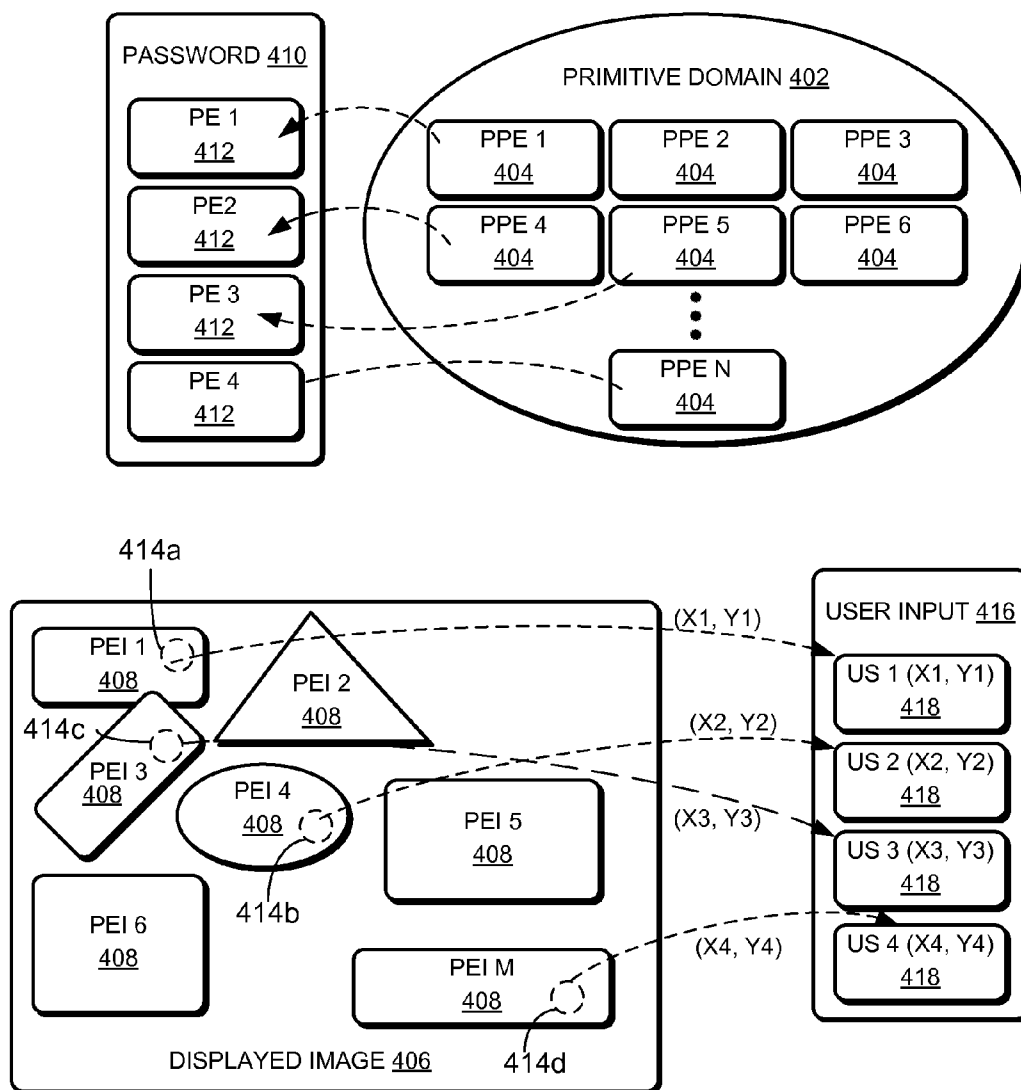 PASSWORD 410
PE 1
412
PE2
412
PE 3
412
PE 4
412
PRIMITIVE DOMAIN 402
PPE 1
404
PPE 2
404
PPE 3
404
PPE 4
404
PPE 5
404
PPE 6
404
PPE N
404
414a
PEI 1
408
PEI 2
408
414c
PEI 3
408
PEI 4
408
414b
PEI 5
408
PEI 6
408
PEI M
408
414d
DISPLAYED IMAGE 406
(X1, Y1)
(X2, Y2)
(X3, Y3)
(X4, Y4)
USER INPUT 416
US 1 (X1, Y1)
418
US 2 (X2, Y2)
418
US 3 (X3, Y3)
418
US 4 (X4, Y4)
418